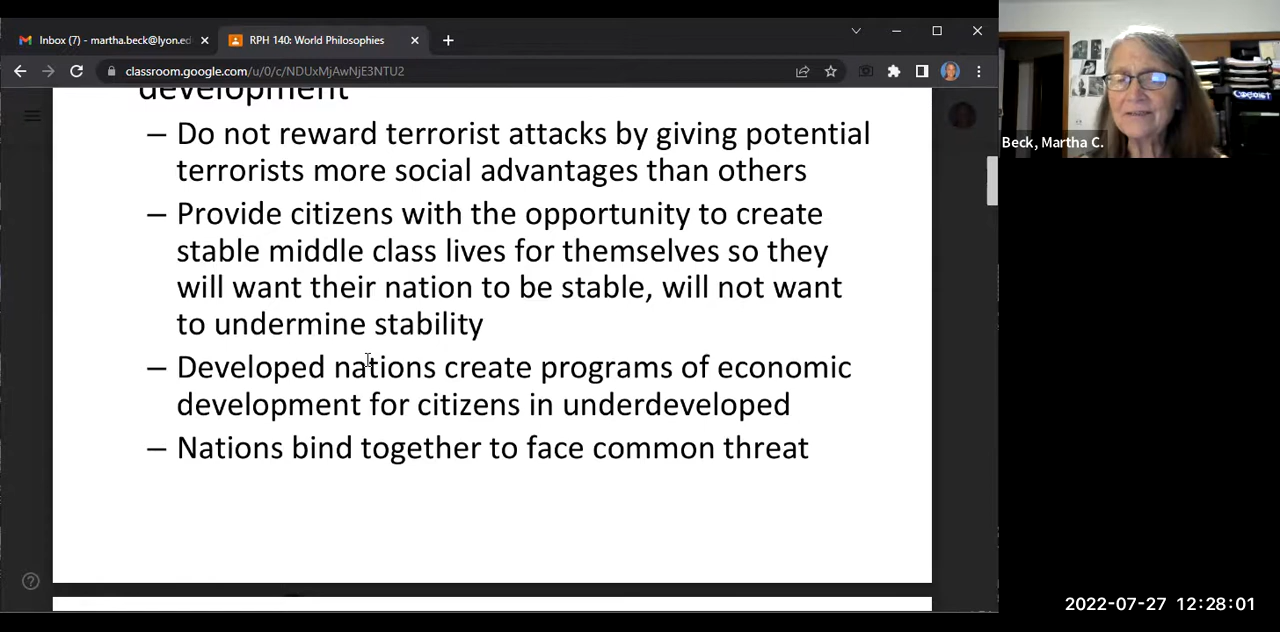 Inbox (7) - martha.beck@lyon.ed
RPH 140: World Philosophies
classroom.google.com/u/0/c/NDUxMjAwNjE3NTU2
development
– Do not reward terrorist attacks by giving potential
terrorists more social advantages than others
– Provide citizens with the opportunity to create
stable middle class lives for themselves so they
will want their nation to be stable, will not want
to undermine stability
– Developed nations create programs of economic
development for citizens in underdeveloped
– Nations bind together to face common threat
Beck, Martha C.
2022-07-27 12:28:01